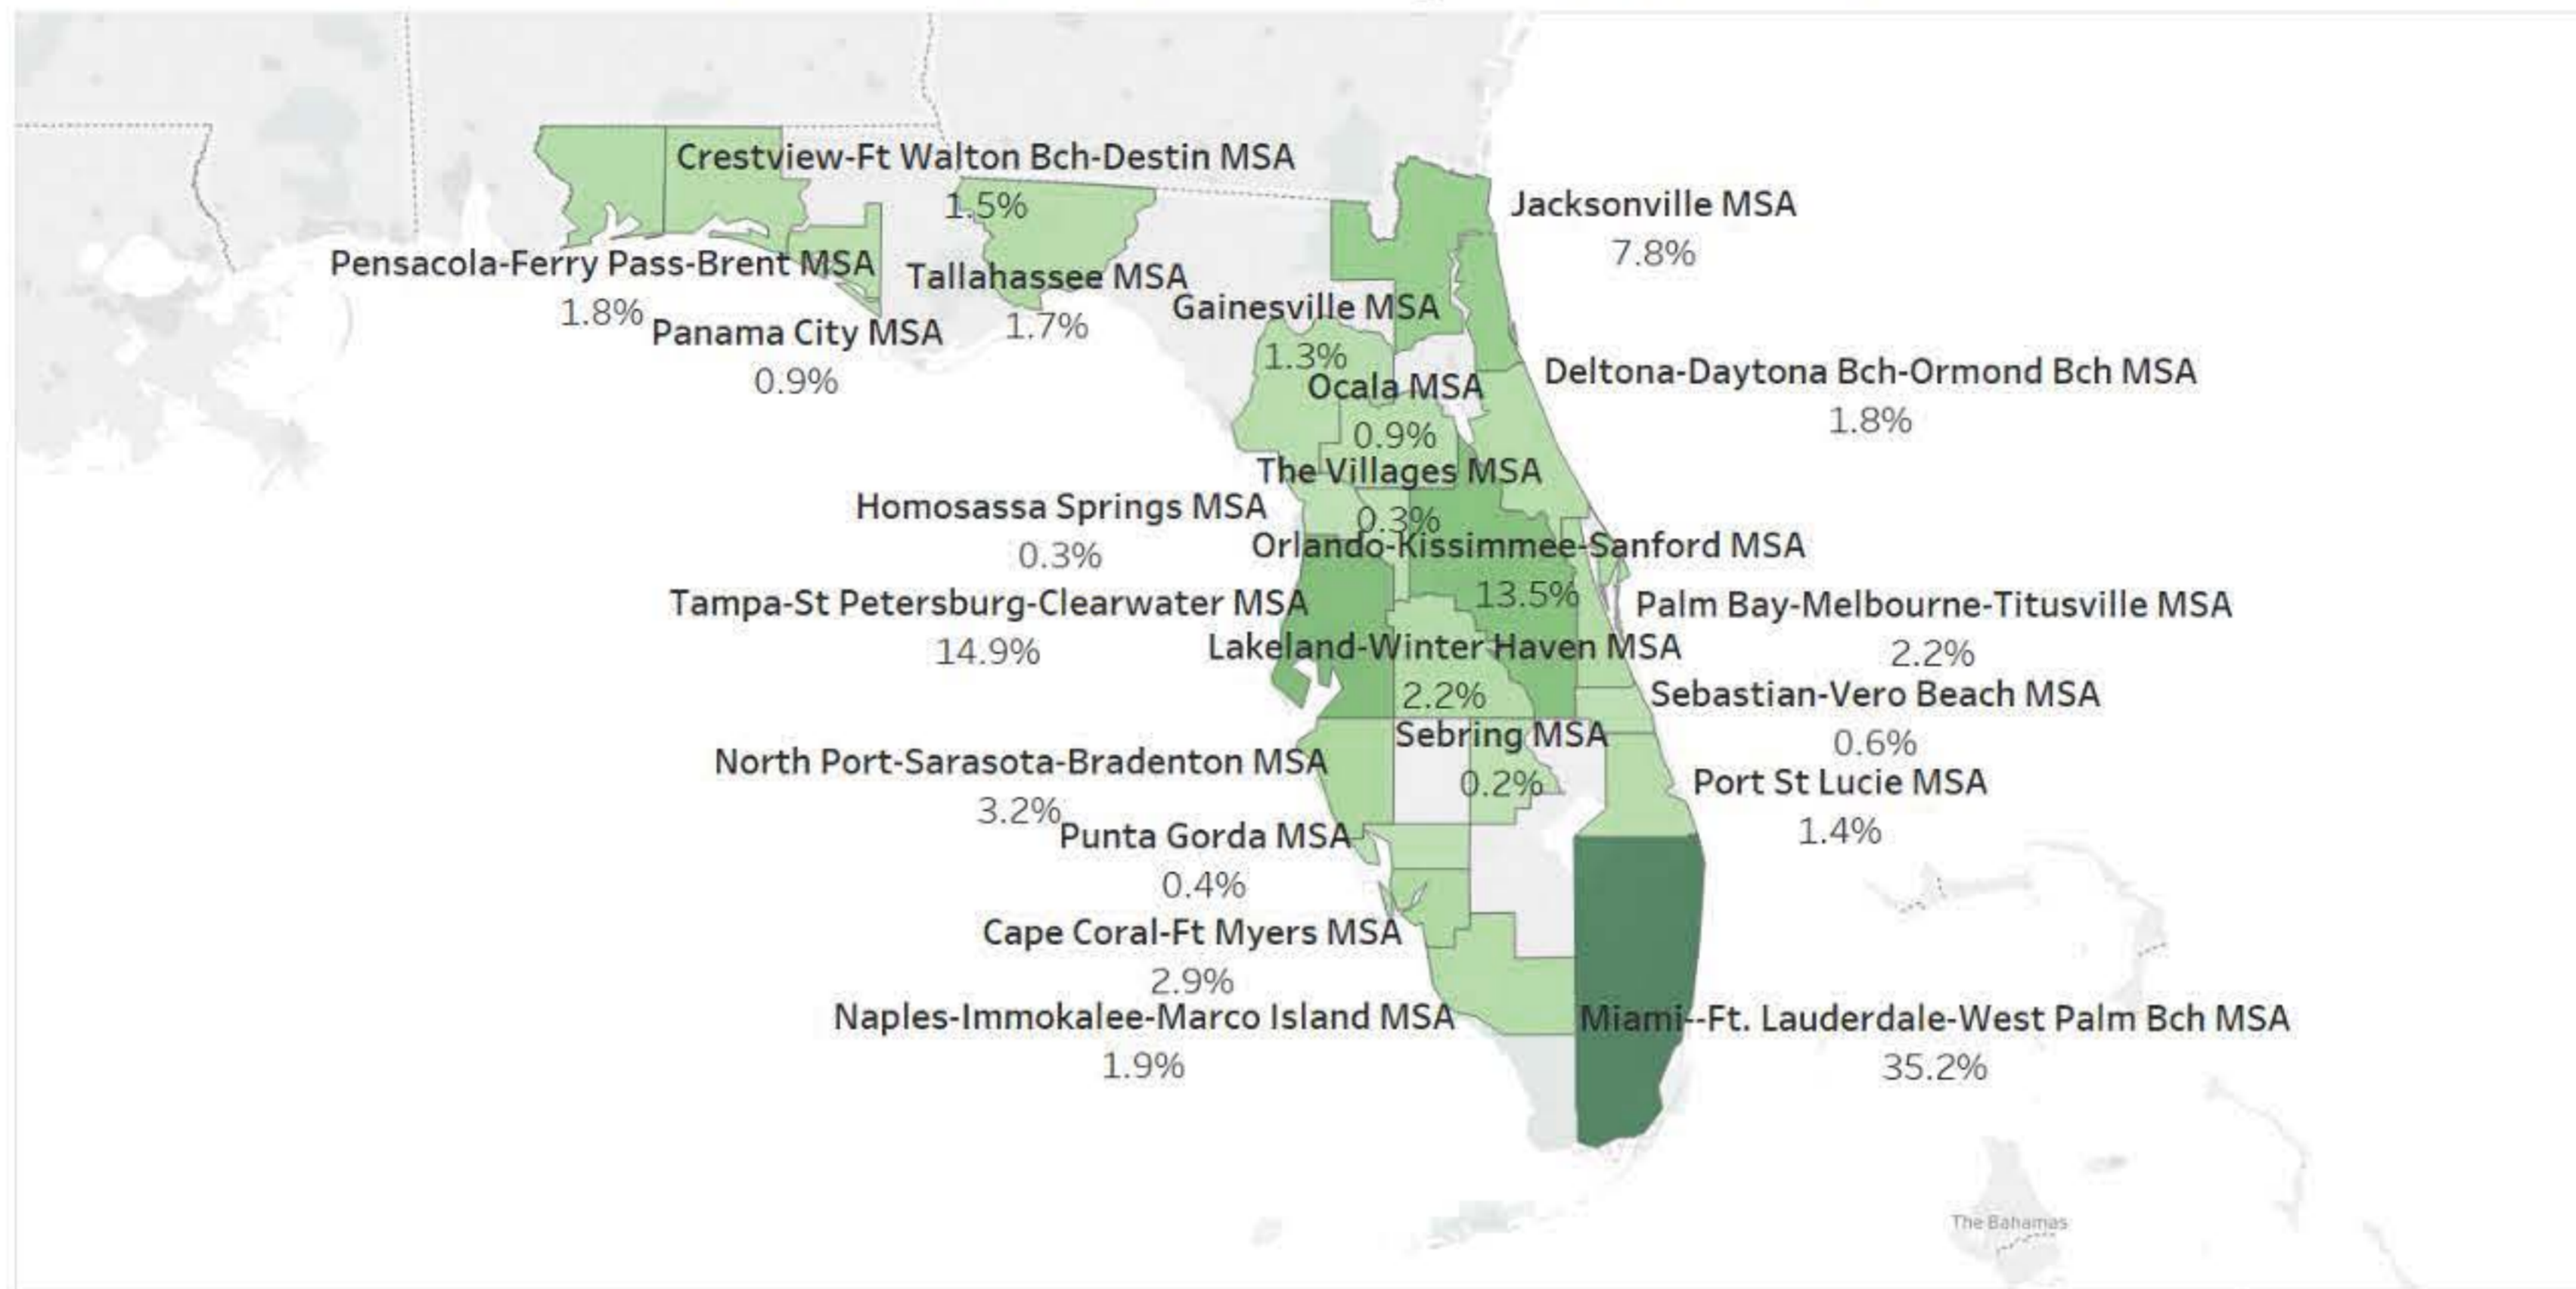 Crestview-Ft Walton Bch-Destin MSA
1.5%
Jacksonville MSA
7.8%
Pensacola-Ferry Pass-Brent MSA
1.8%
Tallahassee MSA
1.7%
Gainesville MSA
1.3%
Panama City MSA
0.9%
Deltona-Daytona Bch-Ormond Bch MSA
1.8%
Ocala MSA
0.9%
The Villages MSA
0.3%
Homosassa Springs MSA
0.3%
Orlando-Kissimmee-Sanford MSA
13.5%
Tampa-St Petersburg-Clearwater MSA
14.9%
Palm Bay-Melbourne-Titusville MSA
2.2%
Lakeland-Winter Haven MSA
2.2%
Sebastian-Vero Beach MSA
0.6%
Sebring MSA
0.2%
North Port-Sarasota-Bradenton MSA
3.2%
Port St Lucie MSA
1.4%
Punta Gorda MSA
0.4%
Cape Coral-Ft Myers MSA
2.9%
Naples-Immokalee-Marco Island MSA
1.9%
Miami--Ft. Lauderdale-West Palm Bch MSA
35.2%
The Bahamas